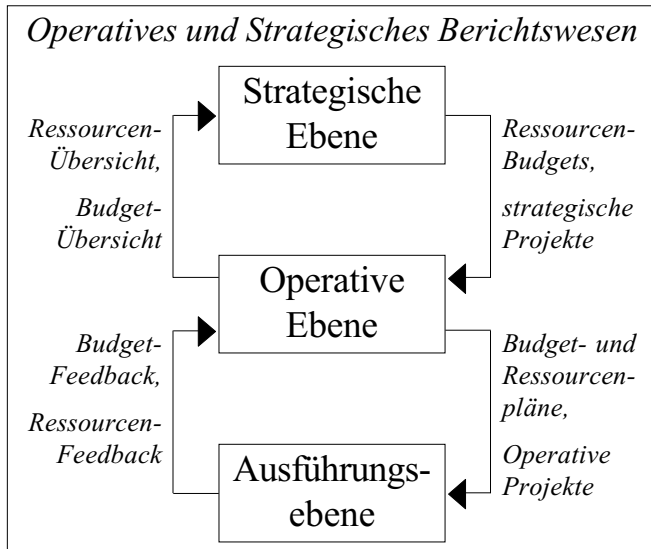 Operatives und Strategisches Berichtswesen
Strategische
Ebene
Ressourcen-
Übersicht,
Budget-
Übersicht
Ressourcen-
Budgets,
strategische
Projekte
Operative
Ebene
Budget-
Feedback,
Ressourcen-
Feedback
Budget- und
Ressourcen-
pläne,
Operative
Projekte
Ausführungs-
ebene